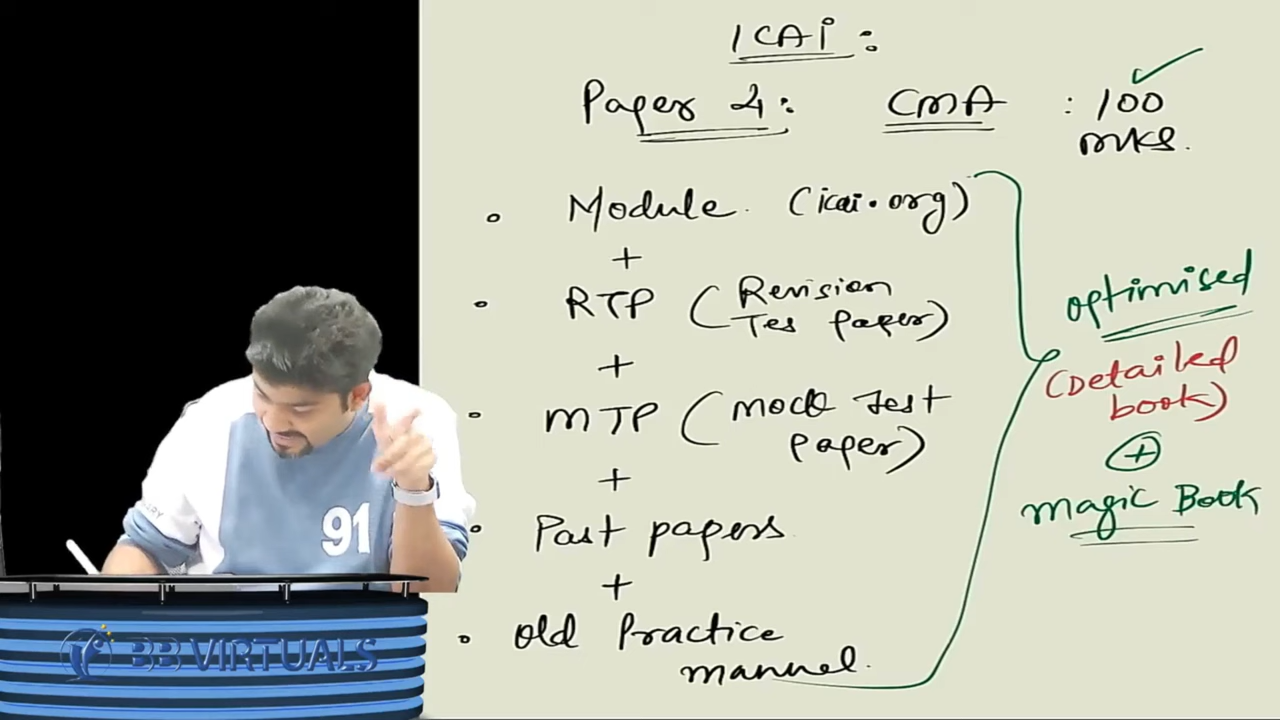 ICAI :
Paper 4 : CMA : 100 mks.
• Module. (icai.org)
+
• RTP (Revision
Tes paper)
+
• MTP (Mock Test
paper)
+
• Past papers
+
• Old Practice
manuel.
optimised
(Detailed
book)
+
magic Book
91
BB VIRTUALS